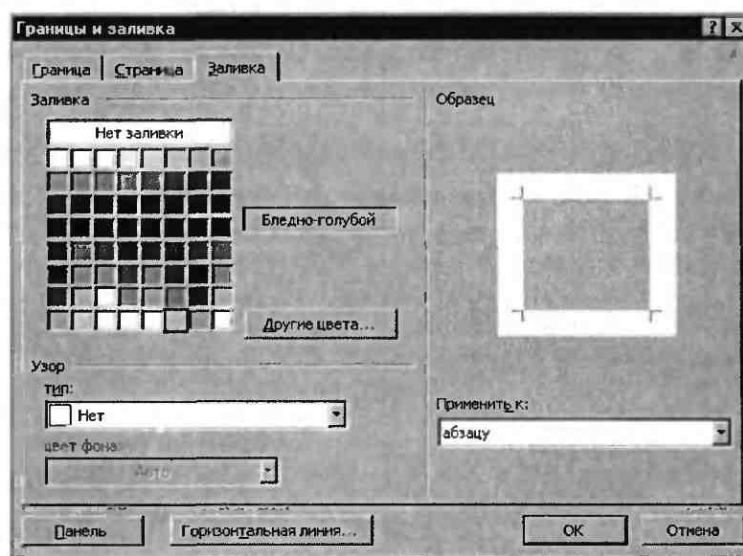 Границы и заливка
Граница Страница Заливка
Заливка
Нет заливки
Бледно-голубой
Другие цвета...
Узор
тип:
Нет
цвет фона:
Авто
Образец
Применить к:
абзацу
Панель Горизонтальная линия... ОК Отмена